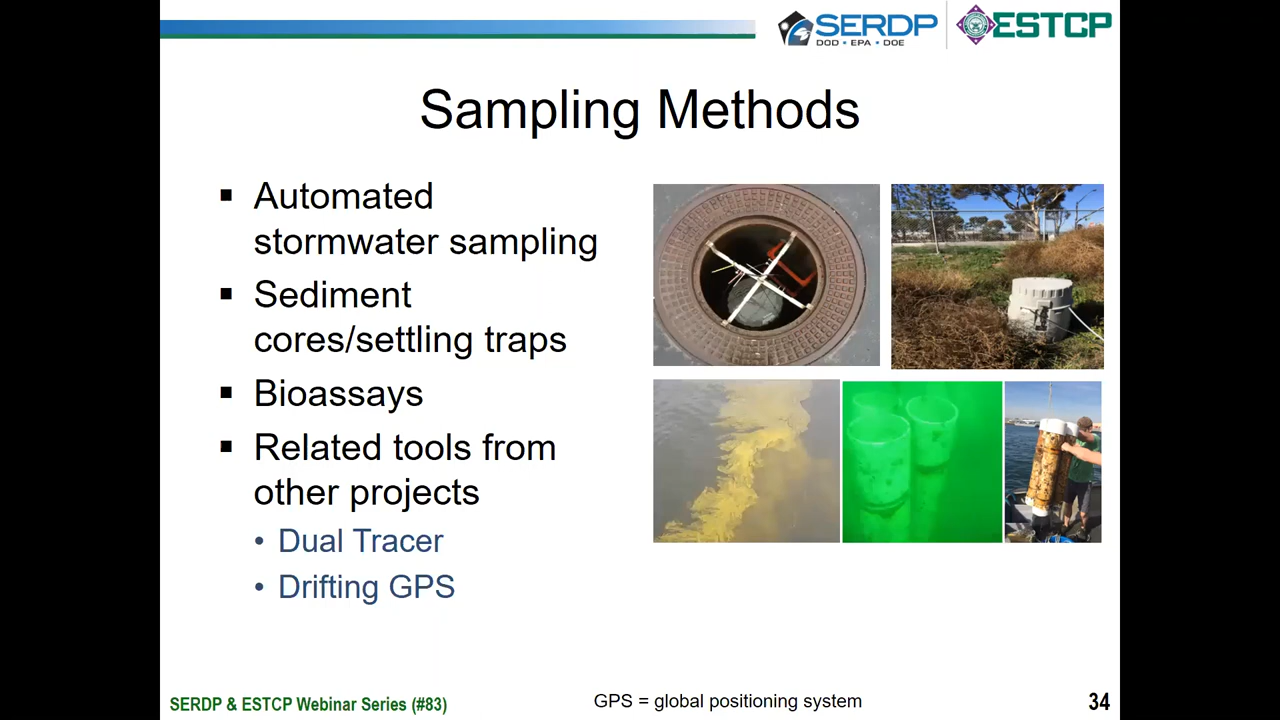 SERDP
DOD • EPA • DOE
ESTCP
Sampling Methods
▪ Automated
stormwater sampling
▪ Sediment
cores/settling traps
▪ Bioassays
▪ Related tools from
other projects
• Dual Tracer
• Drifting GPS
SERDP & ESTCP Webinar Series (#83)
GPS = global positioning system
34